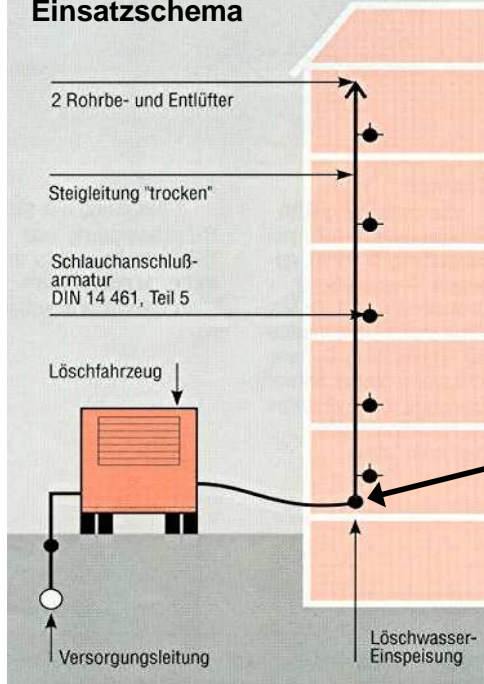 Einsatzschema
2 Rohrbe- und Entlüfter
Steigleitung "trocken"
Schlauchanschluß-
armatur
DIN 14 461, Teil 5
Löschfahrzeug
Versorgungsleitung
Löschwasser-
Einspeisung